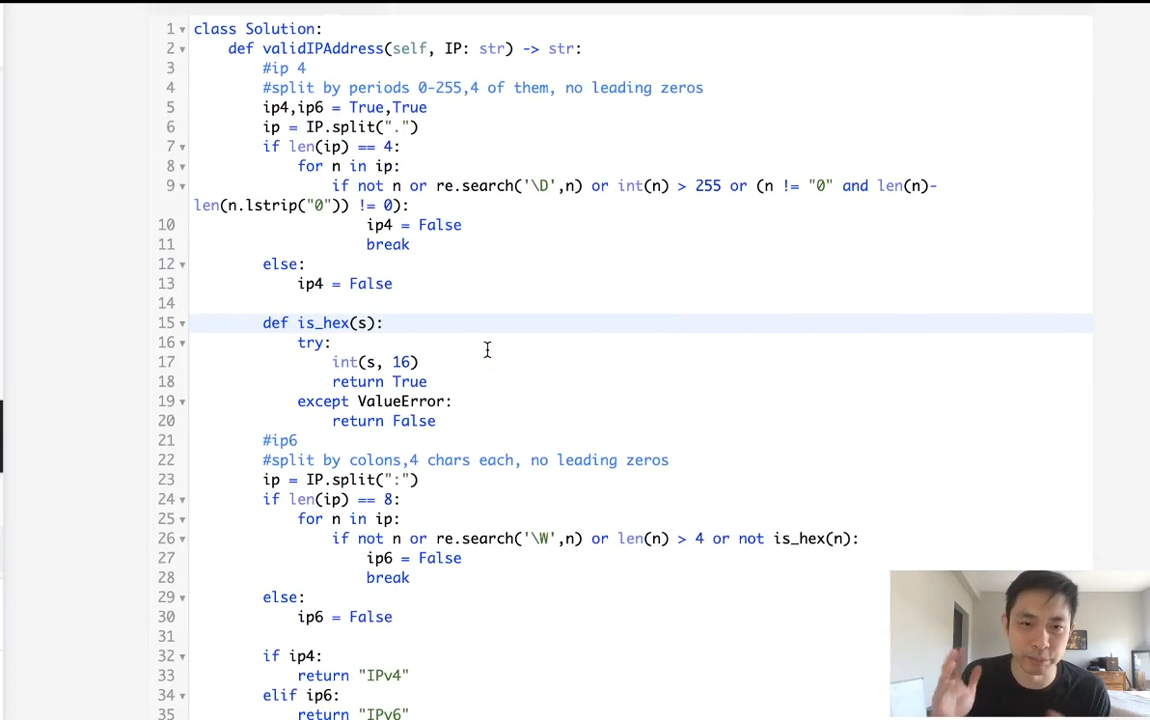 1 class Solution:
2 def validIPAddress(self, IP: str) -> str:
3 #ip 4
4 #split by periods 0-255,4 of them, no leading zeros
5 ip4,ip6 = True,True
6 ip = IP.split(".")
7 if len(ip) == 4:
8 for n in ip:
9 if not n or re.search('\D',n) or int(n) > 255 or (n != "0" and len(n)-
len(n.lstrip("0")) != 0):
10 ip4 = False
11 break
12 else:
13 ip4 = False
14
15 def is_hex(s):
16 try:
17 int(s, 16)
18 return True
19 except ValueError:
20 return False
21 #ip6
22 #split by colons,4 chars each, no leading zeros
23 ip = IP.split(":")
24 if len(ip) == 8:
25 for n in ip:
26 if not n or re.search('\W',n) or len(n) > 4 or not is_hex(n):
27 ip6 = False
28 break
29 else:
30 ip6 = False
31
32 if ip4:
33 return "IPv4"
34 elif ip6:
35 return "IPv6"